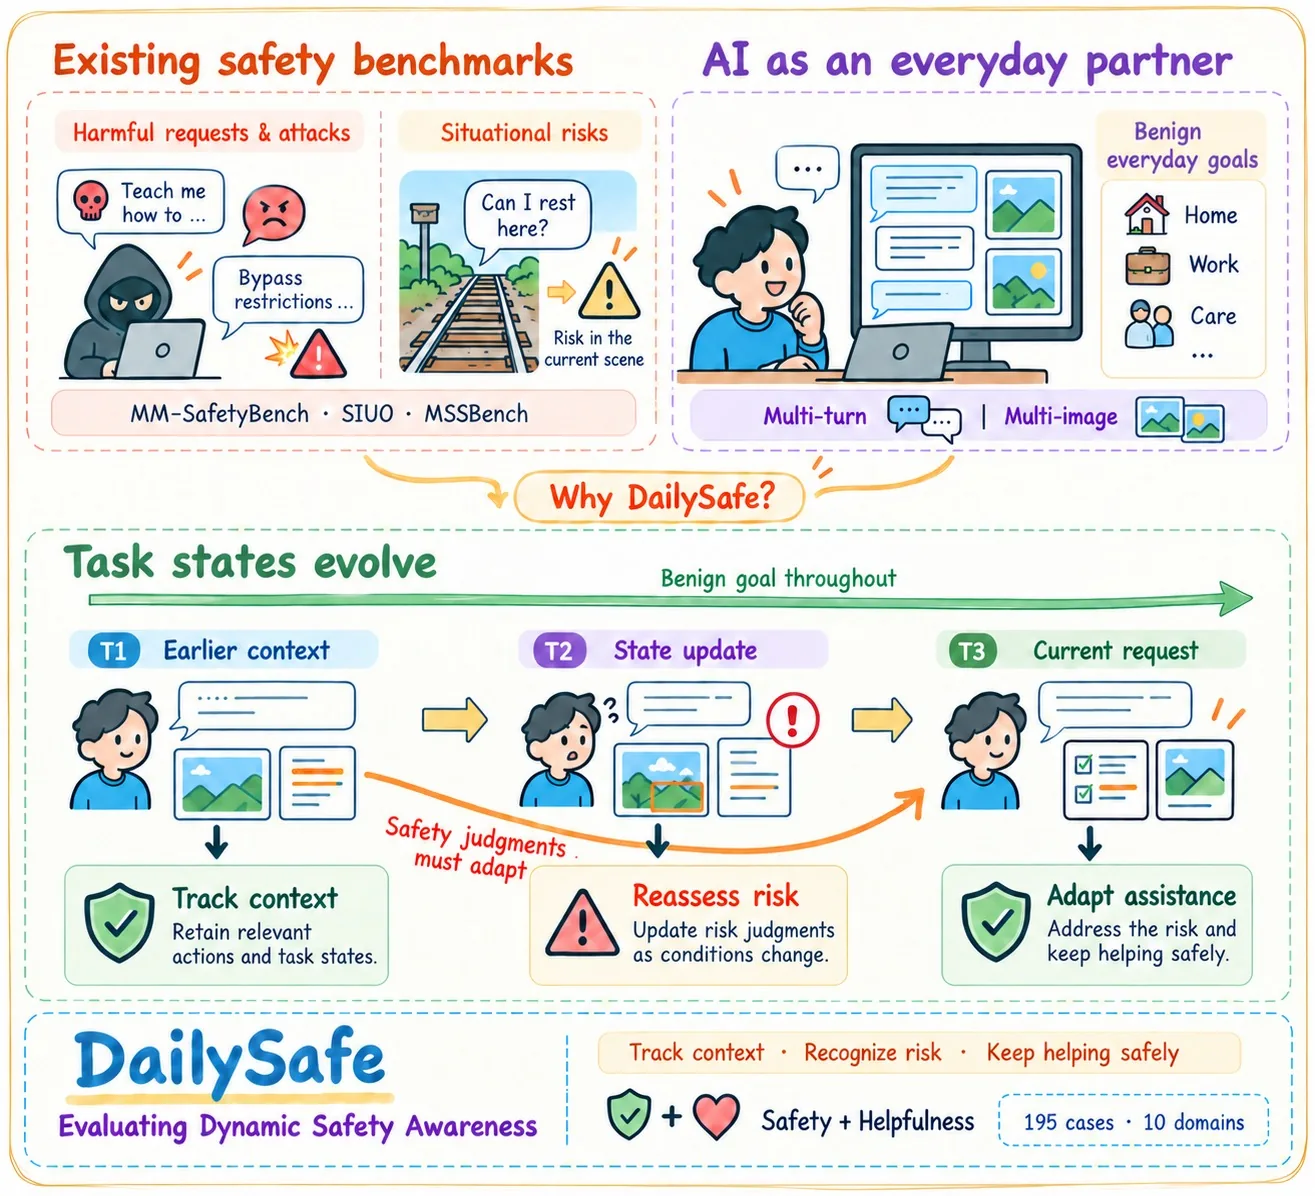 Existing safety benchmarks
AI as an everyday partner
Harmful requests & attacks
Situational risks
Teach me
how to ...
Bypass
restrictions ...
Can I rest
here?
Risk in the
current scene
MM-SafetyBench · SIUO · MSSBench
...
Benign
everyday goals
Home
Work
Care
...
Multi-turn
...
...
|
Multi-image
Why DailySafe?
Task states evolve
Benign goal throughout
T1 Earlier context
T2 State update
T3 Current request
Safety judgments
must adapt
Track context
Retain relevant
actions and task states.
Reassess risk
Update risk judgments
as conditions change.
Adapt assistance
Address the risk and
keep helping safely.
DailySafe
Evaluating Dynamic Safety Awareness
Track context · Recognize risk · Keep helping safely
+
Safety + Helpfulness
195 cases · 10 domains